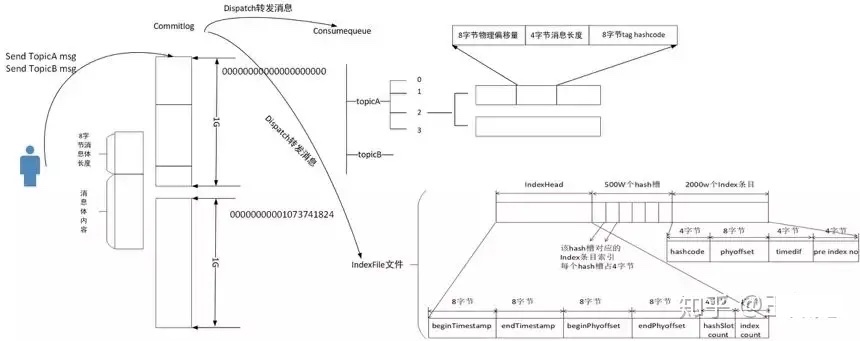 Dispatch转发消息
Commitlog
Consumequeue
8字节物理偏移量
4字节消息长度
8字节tag hashcode
Send TopicA msg
Send TopicB msg
00000000000000000000
0
1
topicA
2
3
topicB
1G
Dispatch转发消息
8字节消息体长度
消息体内容
00000000001073741824
1G
IndexFile文件
IndexHead
500W个hash槽
2000w个Index条目
该hash槽对应的
Index条目索引
每个hash槽占4字节
4字节
8字节
4字节
4字节
hashcode
phyoffset
timedif
pre index no
8字节
8字节
8字节
8字节
beginTimestamp
endTimestamp
beginPhyoffset
endPhyoffset
hashSlot count
index count
知乎